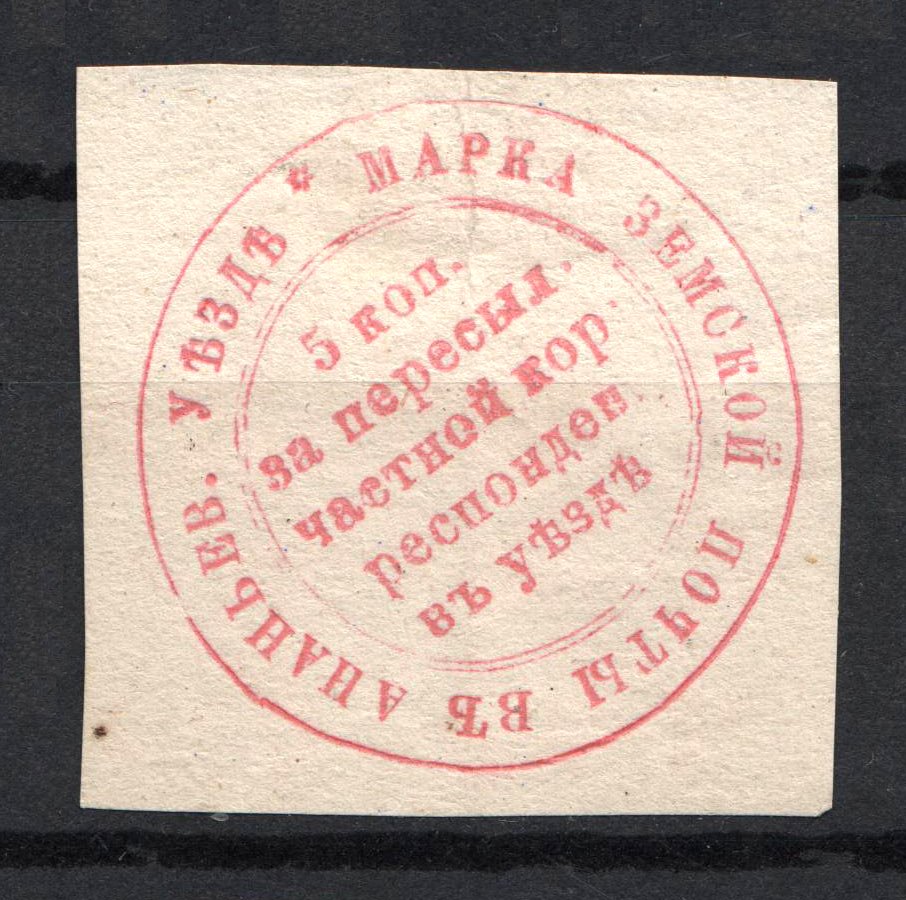 * МАРКА ЗЕМСКОЙ ПОЧТЫ ВЪ АНАНЬЕВ. УѢЗДѢ
5 коп.
за пересыл.
частной кор.
респонден.
въ уѣздѣ